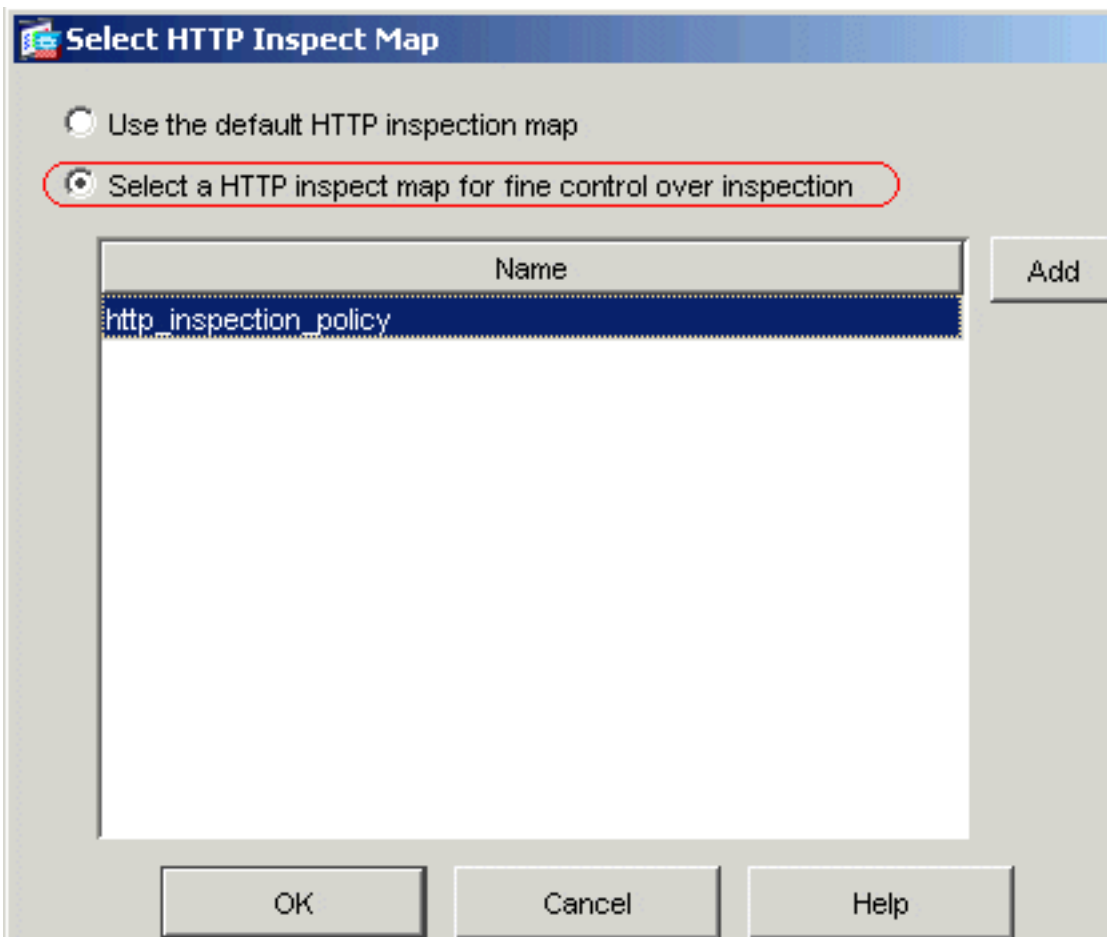 Select HTTP Inspect Map
Use the default HTTP inspection map
Select a HTTP inspect map for fine control over inspection
Name
Add
http_inspection_policy
OK
Cancel
Help